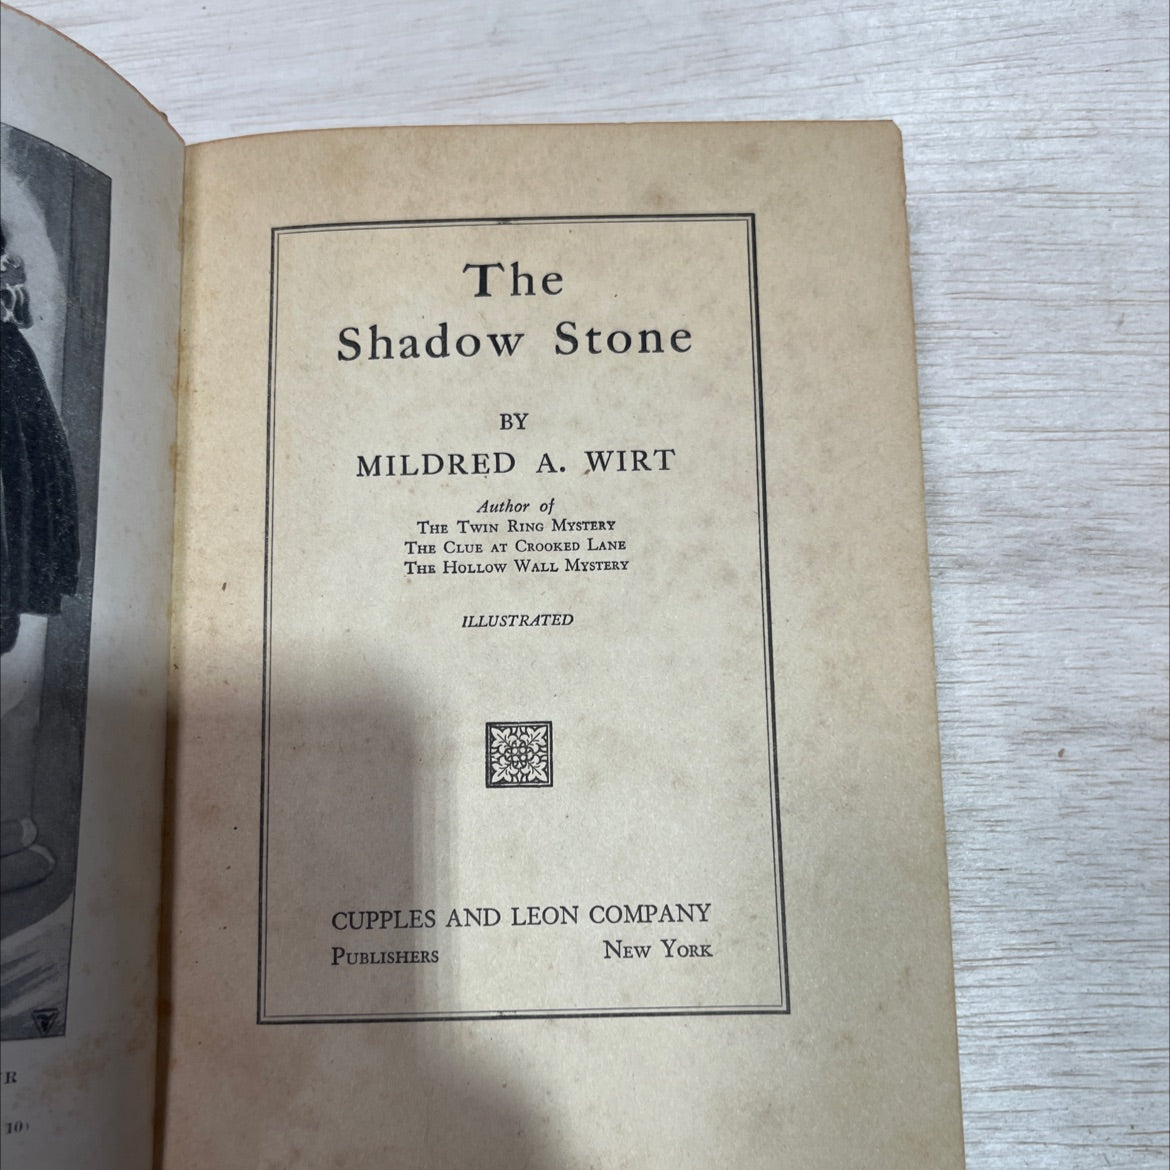 The
Shadow Stone
BY
MILDRED A. WIRT
Author of
THE TWIN RING MYSTERY
THE CLUE AT CROOKED LANE
THE HOLLOW WALL MYSTERY
ILLUSTRATED
CUPPLES AND LEON COMPANY
PUBLISHERS NEW YORK
10)